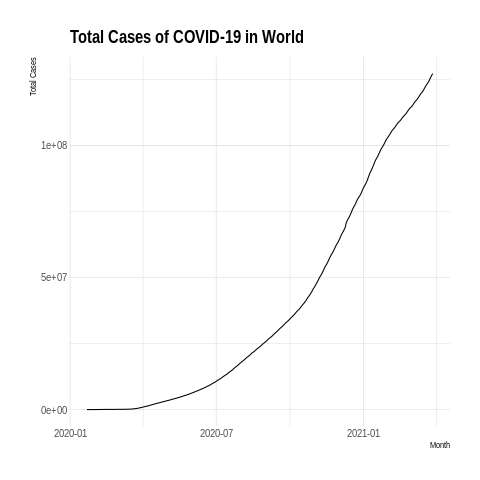 Total Cases of COVID-19 in World
Total Cases
1e+08
5e+07
0e+00
2020-01 2020-07 2021-01
Month